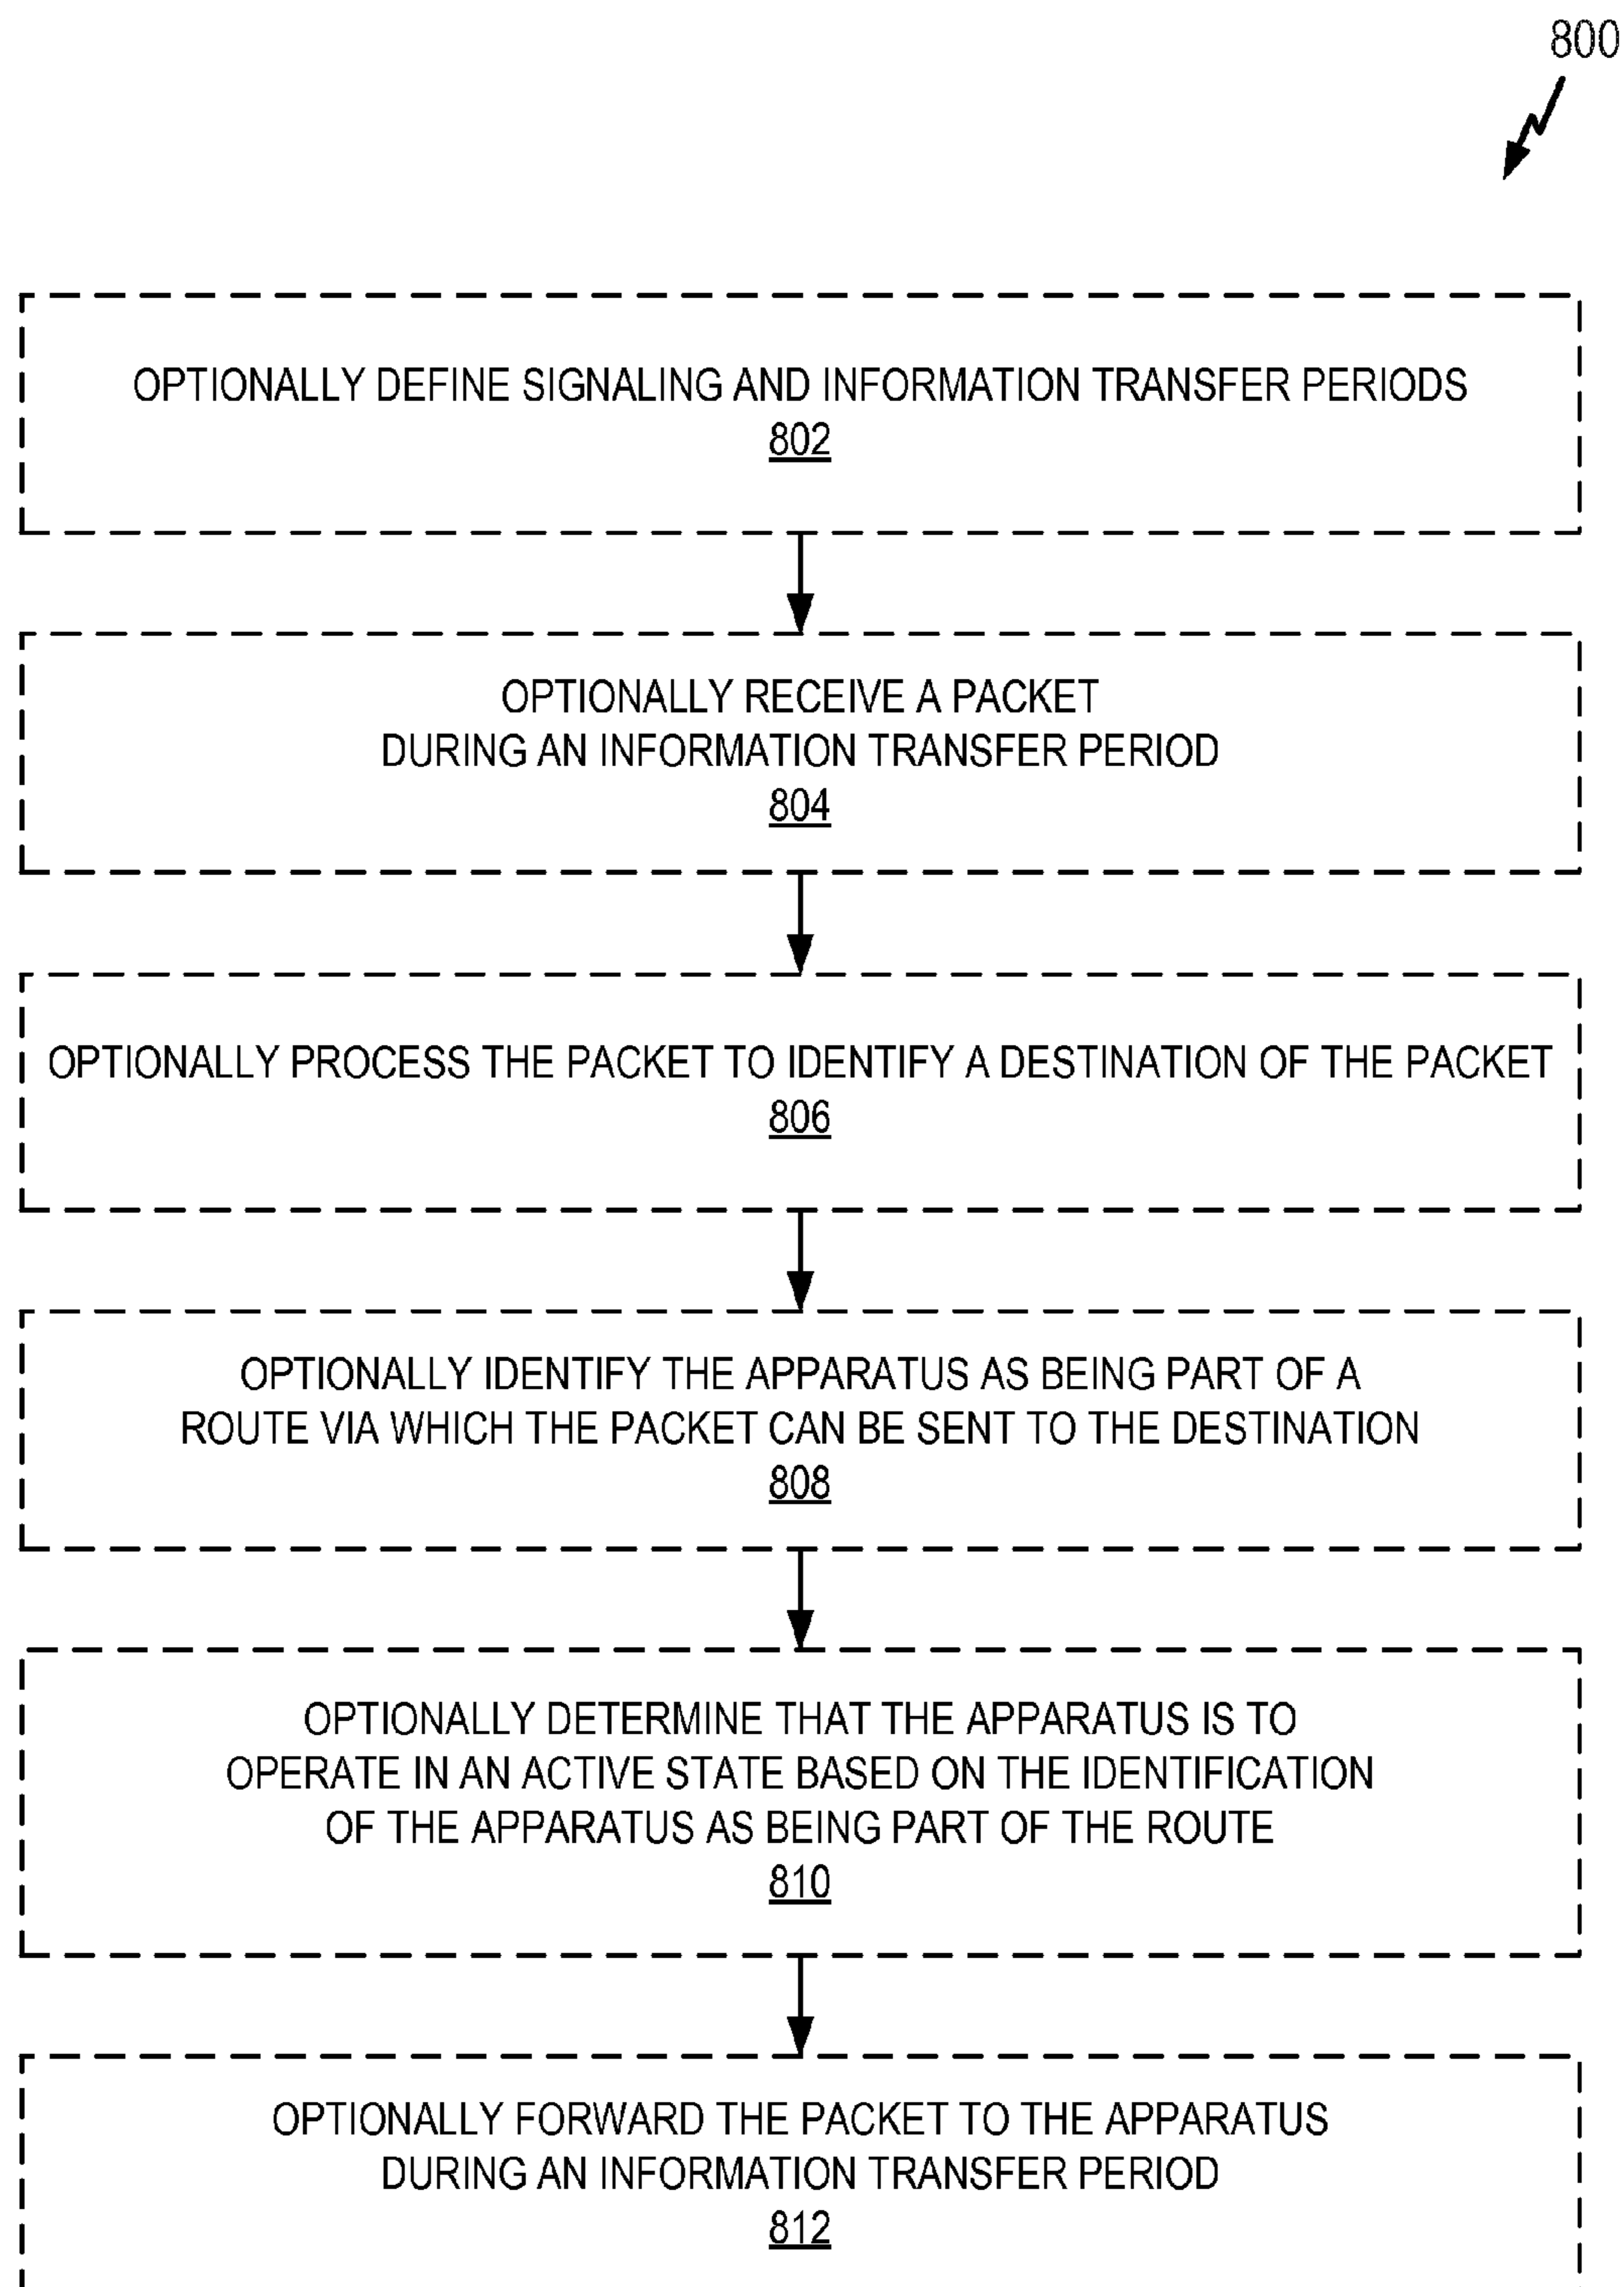 800
OPTIONALLY DEFINE SIGNALING AND INFORMATION TRANSFER PERIODS
802
OPTIONALLY RECEIVE A PACKET
DURING AN INFORMATION TRANSFER PERIOD
804
OPTIONALLY PROCESS THE PACKET TO IDENTIFY A DESTINATION OF THE PACKET
806
OPTIONALLY IDENTIFY THE APPARATUS AS BEING PART OF A
ROUTE VIA WHICH THE PACKET CAN BE SENT TO THE DESTINATION
808
OPTIONALLY DETERMINE THAT THE APPARATUS IS TO
OPERATE IN AN ACTIVE STATE BASED ON THE IDENTIFICATION
OF THE APPARATUS AS BEING PART OF THE ROUTE
810
OPTIONALLY FORWARD THE PACKET TO THE APPARATUS
DURING AN INFORMATION TRANSFER PERIOD
812